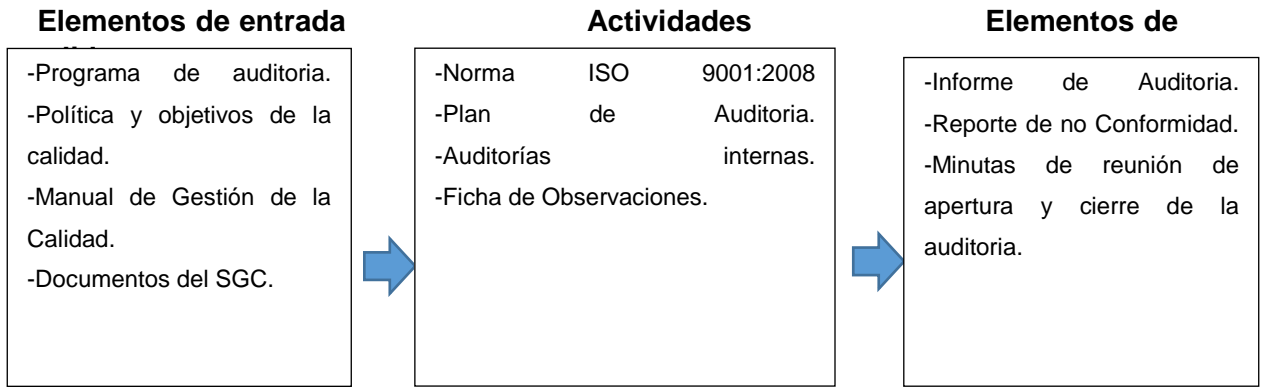 Elementos de entrada
Actividades
Elementos de
-Programa de auditoria.
-Política y objetivos de la
calidad.
-Manual de Gestión de la
Calidad.
-Documentos del SGC.
-Norma ISO 9001:2008
-Plan de Auditoria.
-Auditorías internas.
-Ficha de Observaciones.
-Informe de Auditoria.
-Reporte de no Conformidad.
-Minutas de reunión de
apertura y cierre de la
auditoria.